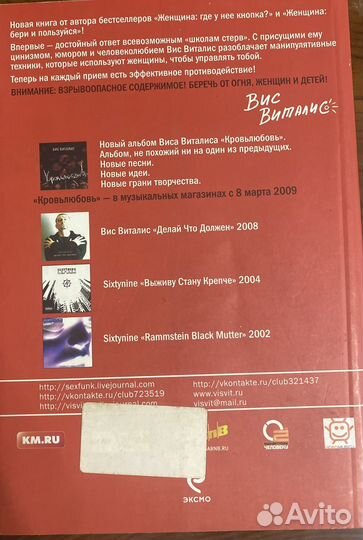 Новая книга от автора бестселлеров «Женщина: где у нее кнопка?» и «Женщина:
бери и пользуйся»!
Впервые – достойный ответ всевозможным «школам стерв». С присущими ему
цинизмом, юмором и человеколюбием Вис Виталис разоблачает манипулятивные
техники, которые используют женщины, чтобы управлять тобой.
Теперь на каждый прием есть эффективное противодействие!
ВНИМАНИЕ: ВЗРЫВООПАСНОЕ СОДЕРЖИМОЕ! БЕРЕЧЬ ОТ ОГНЯ, ЖЕНЩИН И ДЕТЕЙ!
Вис
Виталис
Новый альбом Виса Виталиса «Кровьлюбовь».
Альбом, не похожий ни на один из предыдущих.
Новые песни.
Новые идеи.
Новые грани творчества.
«Кровьлюбовь» – в музыкальных магазинах с 8 марта 2009
Вис Виталис «Делай Что Должен» 2008
Sixtynine «Выживу Стану Крепче» 2004
Sixtynine «Rammstein Black Mutter» 2002
http://sexfunk.livejournal.com
http://vkontakte.ru/club321437
http://vkontakte.ru/club723519
www.visvit.ru
visvit@mail.ru
KM.RU
ЧЕЛОВЕКУ
ЭКСМО
Avito